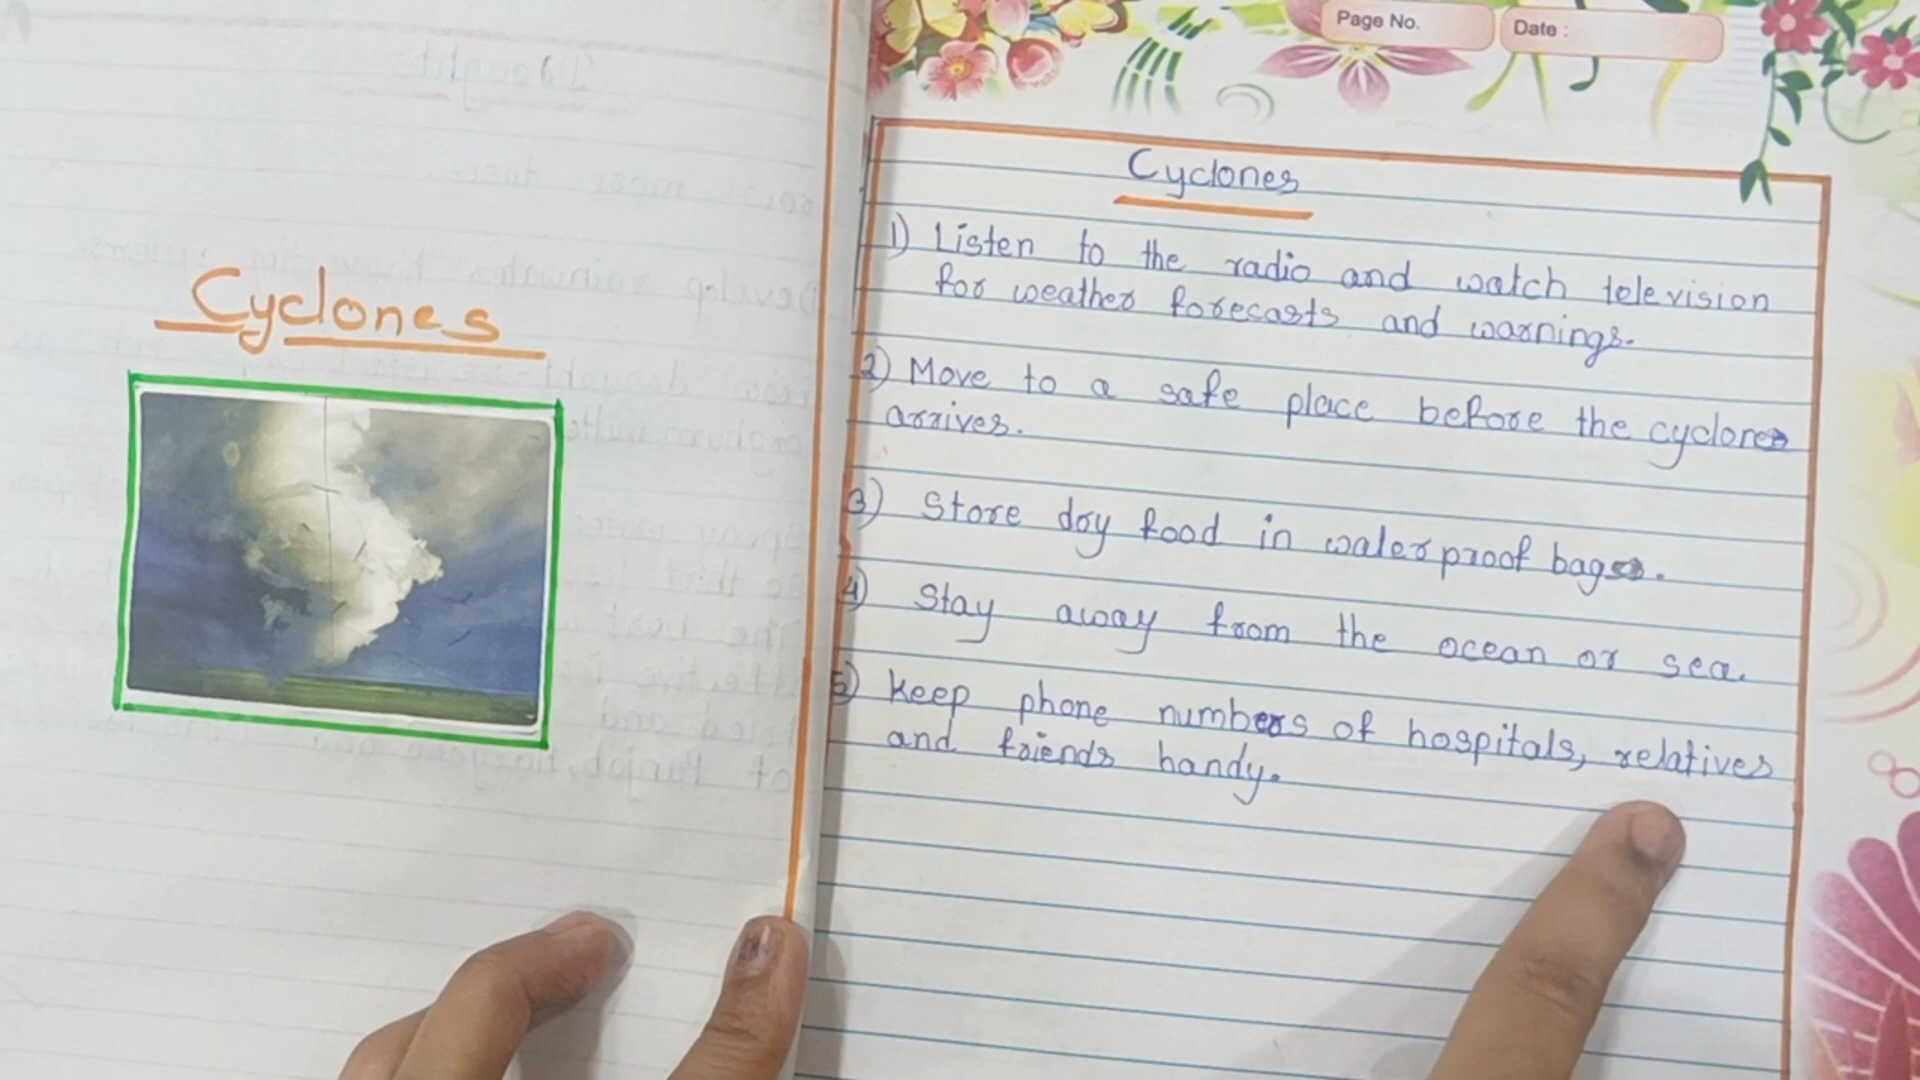 Cyclones
Page No.
Date :
Cyclones
1) Listen to the radio and watch television
for weather forecasts and warnings.
2) Move to a safe place before the cyclones
arrives.
3) Store dry food in waterproof bags.
4) Stay away from the ocean or sea.
5) Keep phone numbers of hospitals, relatives
and friends handy.